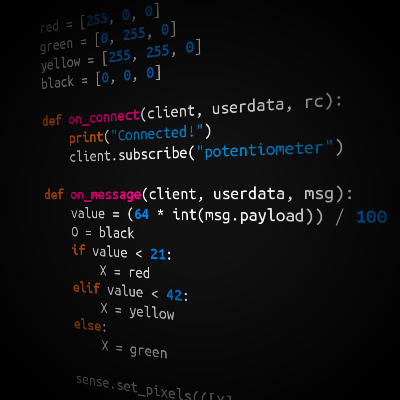 red = [255, 0, 0]
green = [0, 255, 0]
yellow = [255, 255, 0]
black = [0, 0, 0]
def on_connect(client, userdata, rc):
print("Connected!")
client.subscribe("potentiometer")
def on_message(client, userdata, msg):
value = (64 * int(msg.payload)) / 100
O = black
if value < 21:
X = red
elif value < 42:
X = yellow
else:
X = green
sense.set_pixels(([X]